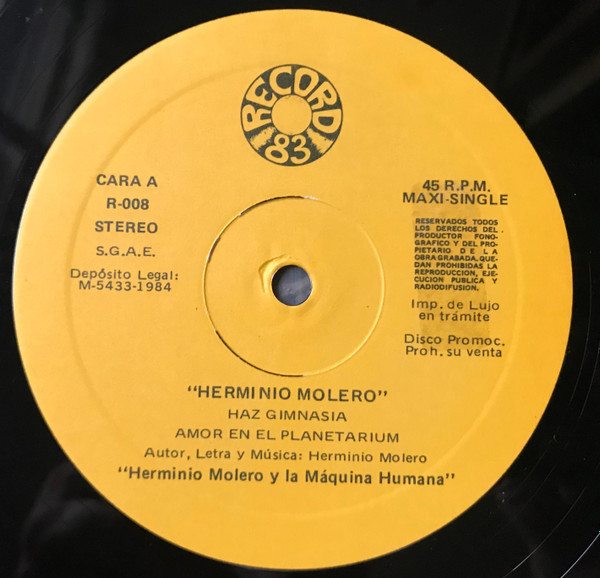 RECORD 83
CARA A
R-008
STEREO
S.G.A.E.
Depósito Legal:
M-5433-1984
45 R.P.M.
MAXI-SINGLE
RESERVADOS TODOS
LOS DERECHOS DEL
PRODUCTOR FONO-
GRAFICO Y DEL PRO-
PIETARIO DE LA
OBRA GRABADA. QUE-
DAN PROHIBIDAS LA
REPRODUCCION, EJE-
CUCION PUBLICA Y
RADIODIFUSION.
Imp. de Lujo
en trámite
Disco Promoc.
Proh. su venta
"HERMINIO MOLERO"
HAZ GIMNASIA
AMOR EN EL PLANETARIUM
Autor, Letra y Música: Herminio Molero
"Herminio Molero y la Máquina Humana"